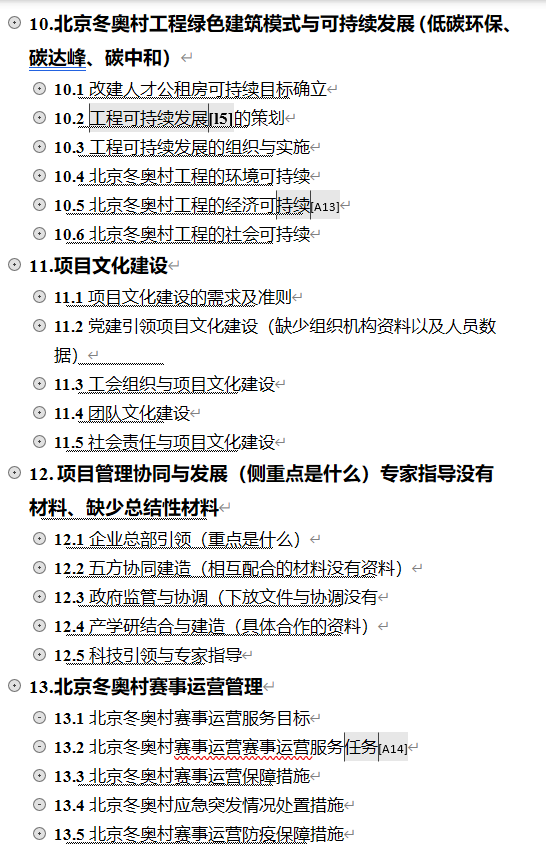 10.北京冬奥村工程绿色建筑模式与可持续发展（低碳环保、
碳达峰、碳中和）
10.1 改建人才公租房可持续目标确立
10.2 工程可持续发展[l5]的策划
10.3 工程可持续发展的组织与实施
10.4 北京冬奥村工程的环境可持续
10.5 北京冬奥村工程的经济可持续[A13]
10.6 北京冬奥村工程的社会可持续
11.项目文化建设
11.1 项目文化建设的需求及准则
11.2 党建引领项目文化建设（缺少组织机构资料以及人员数
据）
11.3 工会组织与项目文化建设
11.4 团队文化建设
11.5 社会责任与项目文化建设
12. 项目管理协同与发展（侧重点是什么）专家指导没有
材料、缺少总结性材料
12.1 企业总部引领（重点是什么）
12.2 五方协同建造（相互配合的材料没有资料）
12.3 政府监管与协调（下放文件与协调没有
12.4 产学研结合与建造（具体合作的资料）
12.5 科技引领与专家指导
13.北京冬奥村赛事运营管理
13.1 北京冬奥村赛事运营服务目标
13.2 北京冬奥村赛事运营赛事运营服务任务[A14]
13.3 北京冬奥村赛事运营保障措施
13.4 北京冬奥村应急突发情况处置措施
13.5 北京冬奥村赛事运营防疫保障措施